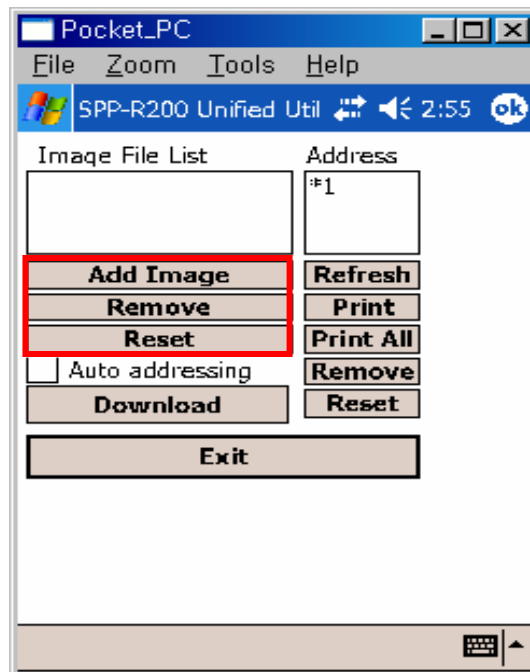 Pocket_PC
File Zoom Tools Help
SPP-R200 Unified Util 2:55 ok
Image File List Address
*1
Add Image Refresh
Remove Print
Reset Print All
Auto addressing Remove
Download Reset
Exit